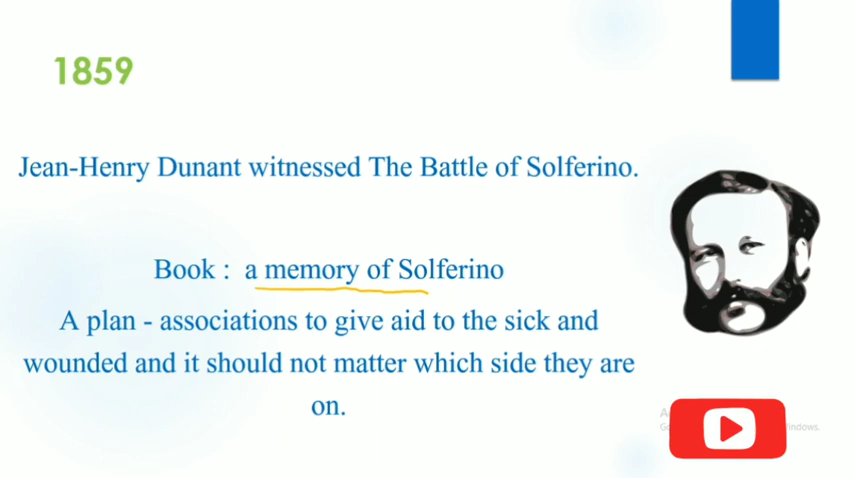 1859
Jean-Henry Dunant witnessed The Battle of Solferino.
Book : a memory of Solferino
A plan - associations to give aid to the sick and
wounded and it should not matter which side they are
on.